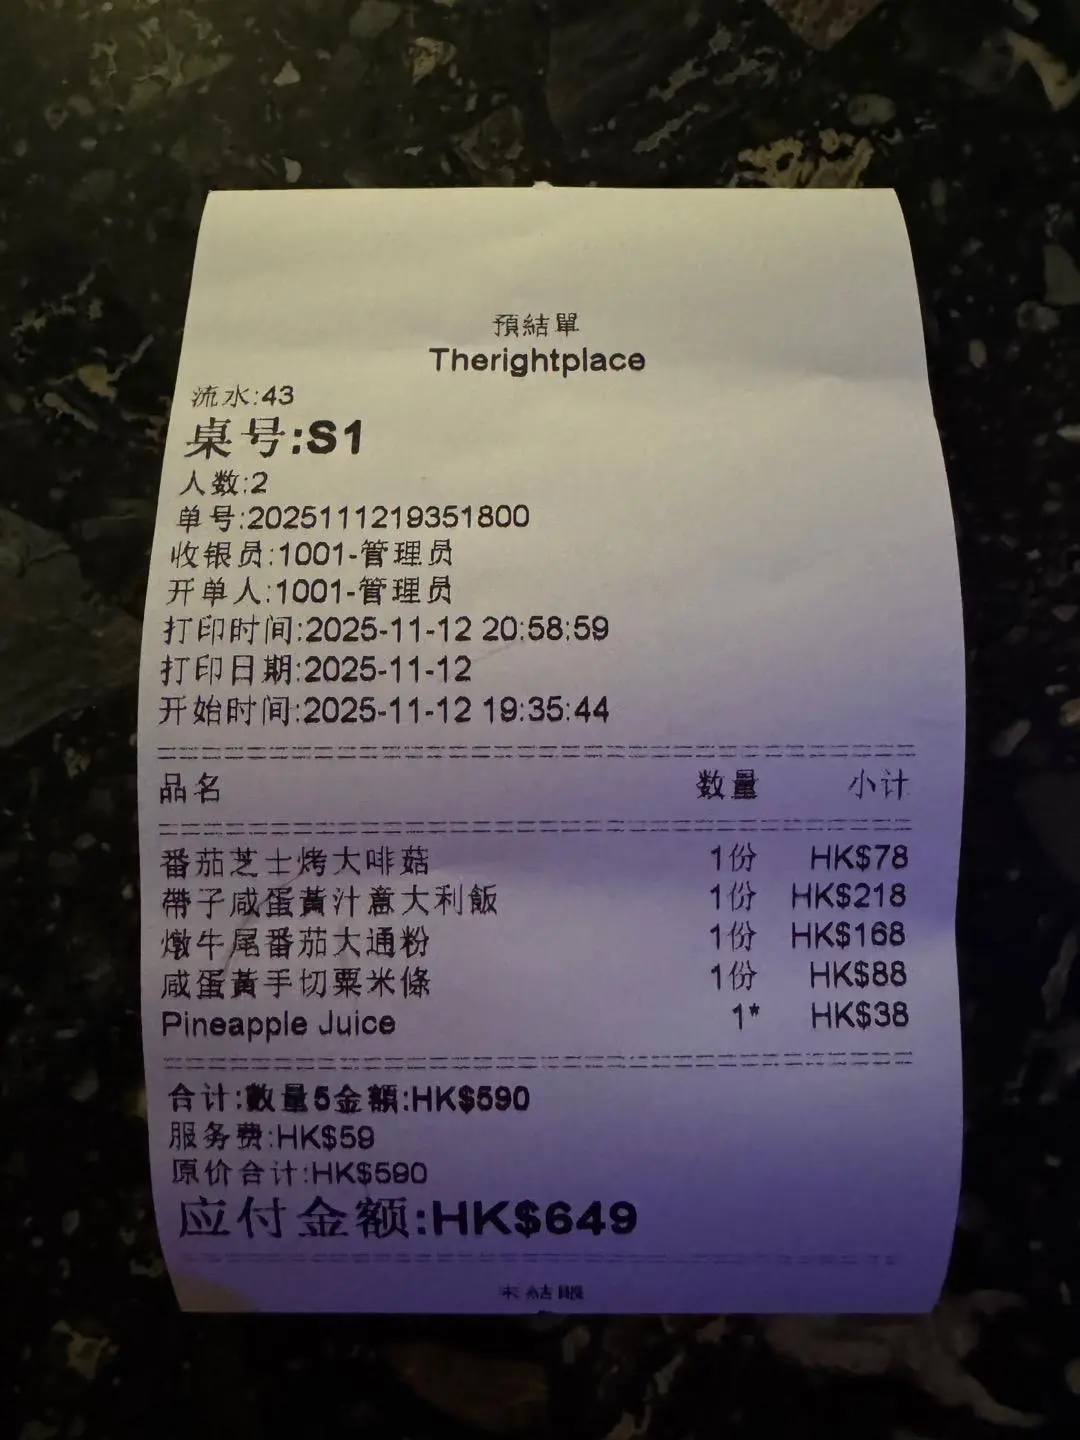 預結單
Therightplace
流水:43
桌号:S1
人数:2
单号:2025111219351800
收银员:1001-管理员
开单人:1001-管理员
打印时间:2025-11-12 20:58:59
打印日期:2025-11-12
开始时间:2025-11-12 19:35:44
品名 数量 小计
番茄芝士烤大啡菇 1份 HK$78
帶子咸蛋黃汁意大利飯 1份 HK$218
燉牛尾番茄大通粉 1份 HK$168
咸蛋黃手切粟米條 1份 HK$88
Pineapple Juice 1* HK$38
合计:數量5金額:HK$590
服务费:HK$59
原价合计:HK$590
应付金额:HK$649
未結賬